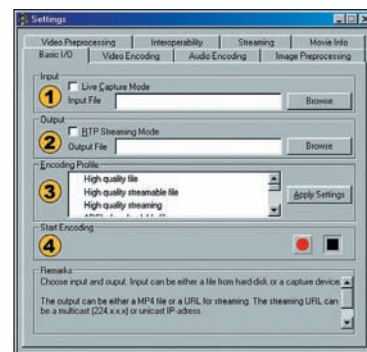 Settings
Video Preprocessing Interoperability Streaming Movie Info
Basic I/O Video Encoding Audio Encoding Image Preprocessing
Input
1 Live Capture Mode
Input File Browse
Output
2 RTP Streaming Mode
Output File Browse
Encoding Profile
3 High quality file
High quality streamable file
High quality streaming
Apply Settings
Start Encoding
4
Remarks
Choose input and ouput. Input can be either a file from hard-disk or a capture device.
The output can be either a MP4 file or a URL for streaming. The streaming URL can
be a multicast (224.x.x.x) or unicast IP-adress.